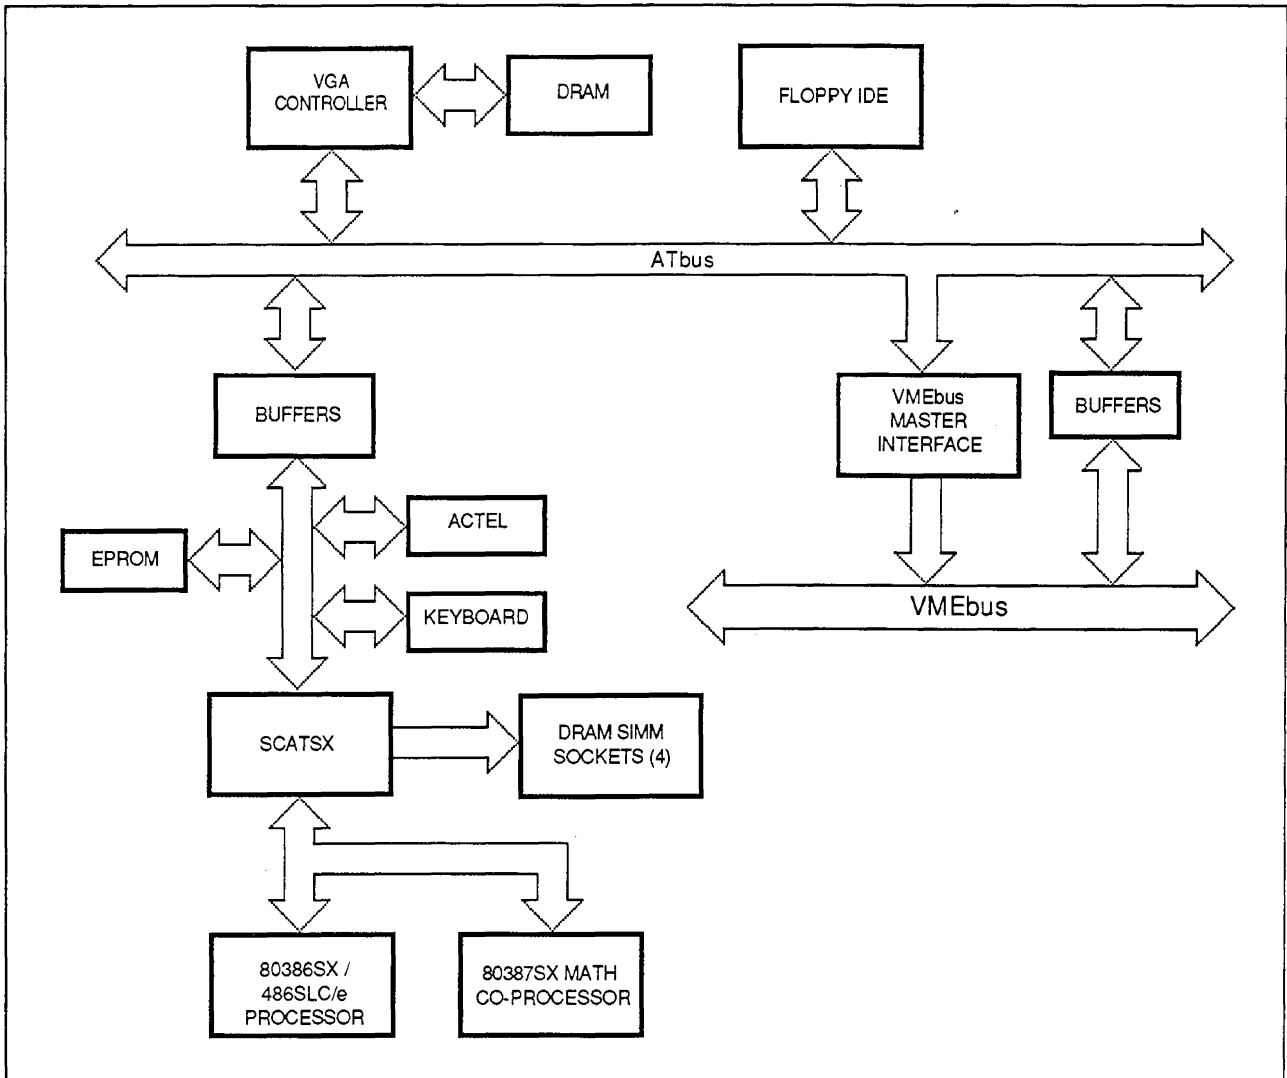 VGA
CONTROLLER
DRAM
FLOPPY IDE
ATbus
BUFFERS
VMEbus
MASTER
INTERFACE
BUFFERS
ACTEL
EPROM
KEYBOARD
VMEbus
SCATSX
DRAM SIMM
SOCKETS (4)
80386SX /
486SLC/e
PROCESSOR
80387SX MATH
CO-PROCESSOR